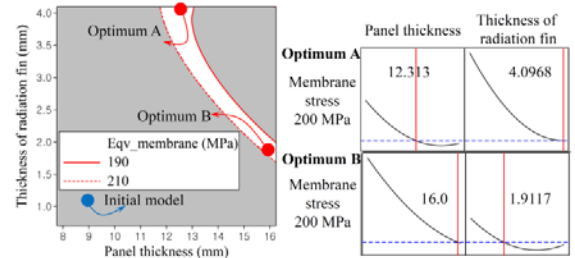 4.0
3.5
3.0
2.5
2.0
1.5
1.0
Thickness of radiation fin (mm)
Optimum A
Optimum B
Eqv_membrane (MPa)
190
210
Initial model
8 9 10 11 12 13 14 15 16
Panel thickness (mm)
Panel thickness
Thickness of
radiation fin
Optimum A
Membrane
stress
200 MPa
12.313
4.0968
Optimum B
Membrane
stress
200 MPa
16.0
1.9117